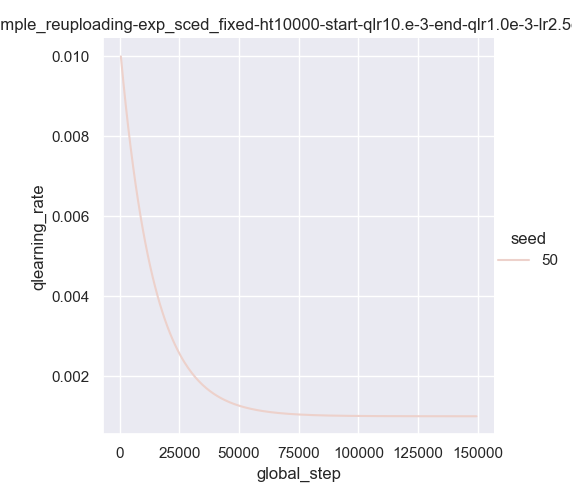 mple_reuploading-exp_sced_fixed-ht10000-start-qlr10.e-3-end-qlr1.0e-3-lr2.5
0.010
0.008
0.006
0.004
0.002
qlearning_rate
0 25000 50000 75000 100000 125000 150000
global_step
seed
50